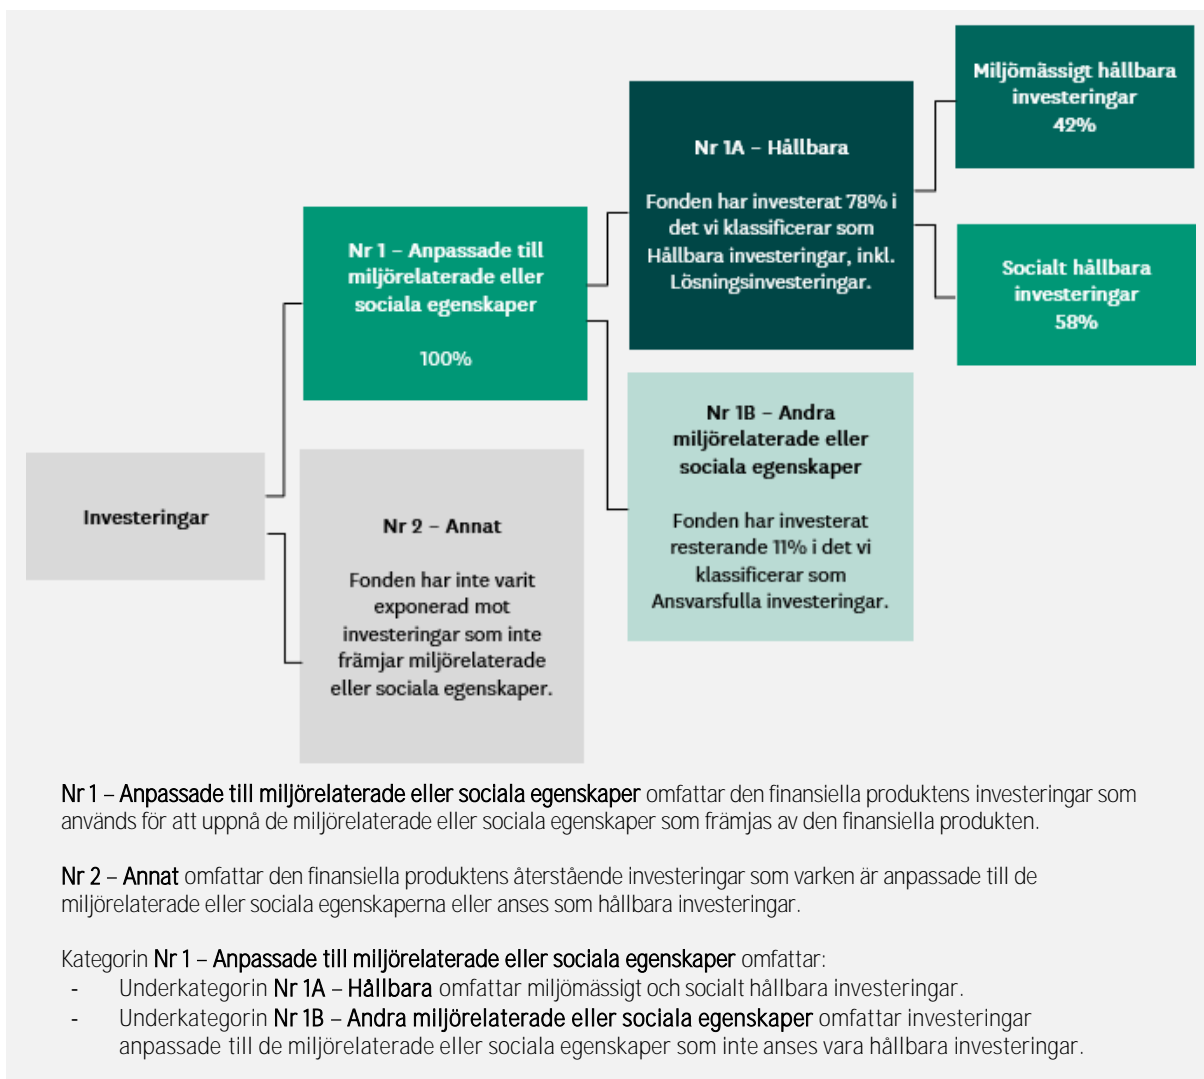 Investeringar
Nr 1 – Anpassade till
miljörelaterade eller
sociala egenskaper
100%
Nr 2 – Annat
Fonden har inte varit
exponerad mot
investeringar som inte
främjar miljörelaterade
eller sociala egenskaper.
Nr 1A – Hållbara
Fonden har investerat 78% i
det vi klassificerar som
Hållbara investeringar, inkl.
Lösningsinvesteringar.
Nr 1B – Andra
miljörelaterade eller
sociala egenskaper
Fonden har investerat
resterande 11% i det vi
klassificerar som
Ansvarsfulla investeringar.
Miljömässigt hållbara
investeringar
42%
Socialt hållbara
investeringar
58%
Nr 1 – Anpassade till miljörelaterade eller sociala egenskaper omfattar den finansiella produktens investeringar som
används för att uppnå de miljörelaterade eller sociala egenskaper som främjas av den finansiella produkten.
Nr 2 – Annat omfattar den finansiella produktens återstående investeringar som varken är anpassade till de
miljörelaterade eller sociala egenskaperna eller anses som hållbara investeringar.
Kategorin Nr 1 – Anpassade till miljörelaterade eller sociala egenskaper omfattar:
- Underkategorin Nr 1A – Hållbara omfattar miljömässigt och socialt hållbara investeringar.
- Underkategorin Nr 1B – Andra miljörelaterade eller sociala egenskaper omfattar investeringar
anpassade till de miljörelaterade eller sociala egenskaper som inte anses vara hållbara investeringar.